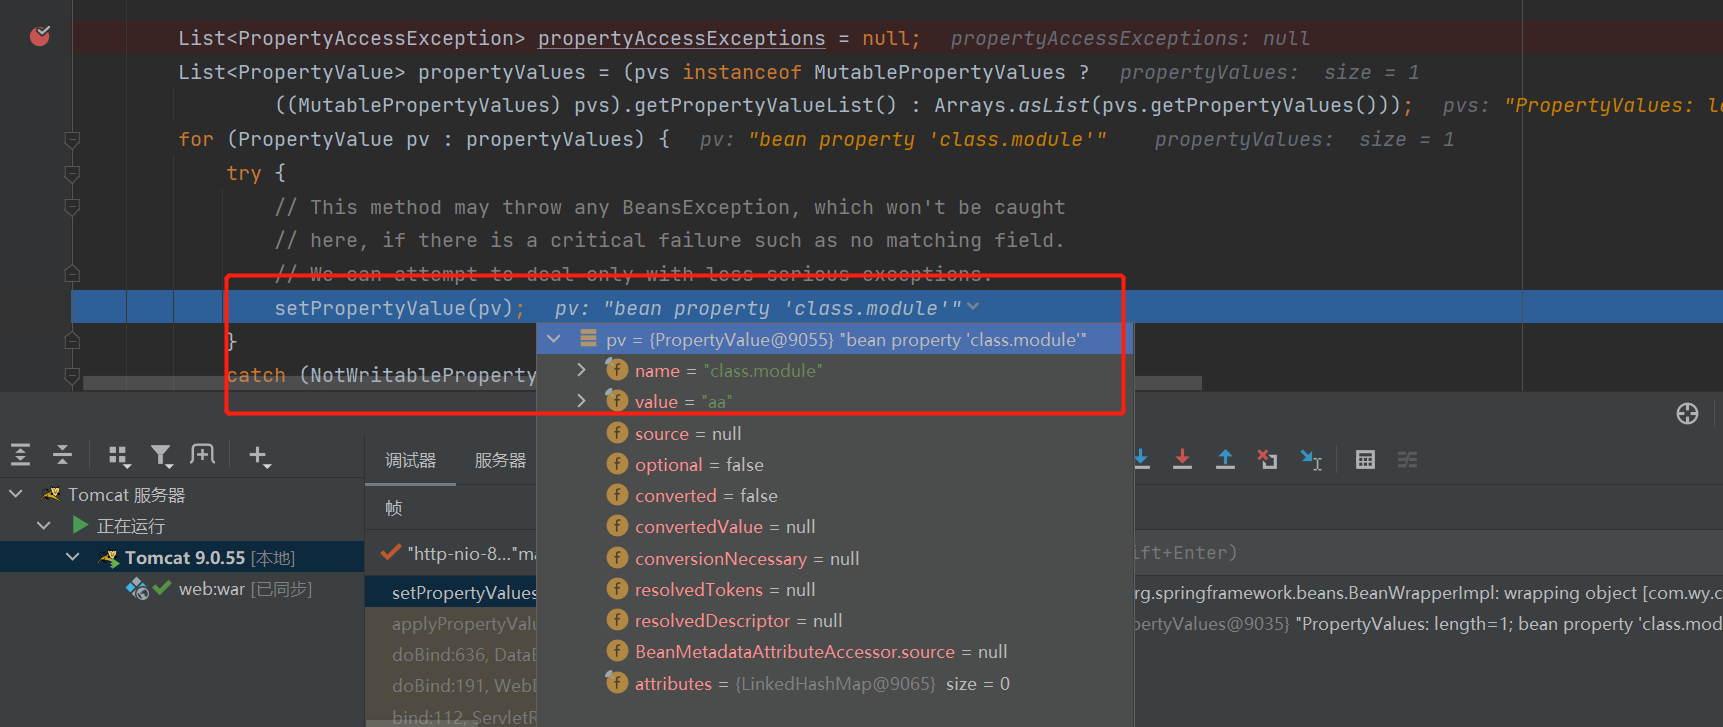 List<PropertyAccessException> propertyAccessExceptions = null; propertyAccessExceptions: null
List<PropertyValue> propertyValues = (pvs instanceof MutablePropertyValues ? propertyValues: size = 1
((MutablePropertyValues) pvs).getPropertyValueList() : Arrays.asList(pvs.getPropertyValues())); pvs: "PropertyValues: le
for (PropertyValue pv : propertyValues) { pv: "bean property 'class.module'" propertyValues: size = 1
try {
// This method may throw any BeansException, which won't be caught
// here, if there is a critical failure such as no matching field.
// We can attempt to deal only with less serious exceptions.
setPropertyValue(pv); pv: "bean property 'class.module'"
}
catch (NotWritableProperty
pv = {PropertyValue@9055} "bean property 'class.module'"
name = "class.module"
value = "aa"
source = null
optional = false
converted = false
convertedValue = null
conversionNecessary = null
resolvedTokens = null
resolvedDescriptor = null
BeanMetadataAttributeAccessor.source = null
attributes = {LinkedHashMap@9065} size = 0
Tomcat 服务器
正在运行
Tomcat 9.0.55 [本地]
web:war [已同步]
调试器 服务器
帧
"http-nio-8..."ma
setPropertyValues
applyPropertyValu
doBind:636, DataB
doBind:191, WebD
bind:112, ServletR
ift+Enter)
rg.springframework.beans.BeanWrapperImpl: wrapping object [com.wy.c
pertyValues@9035} "PropertyValues: length=1; bean property 'class.mod